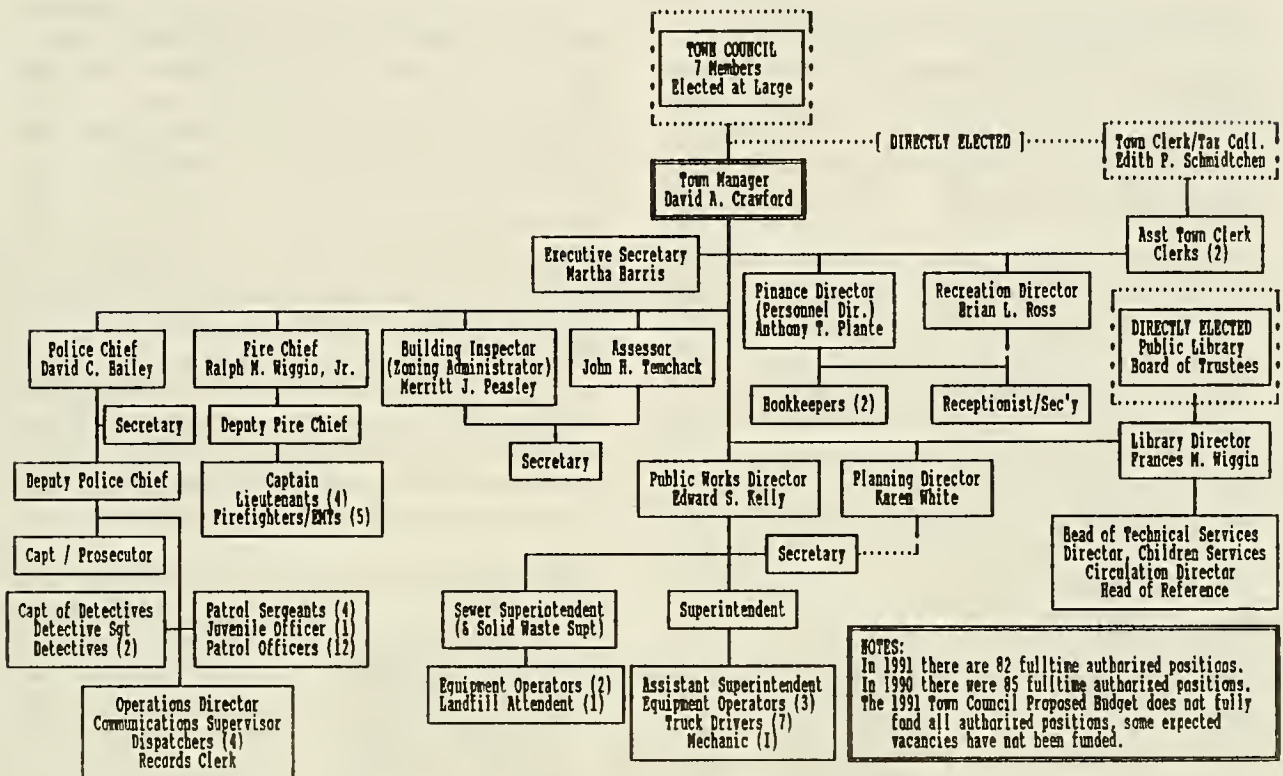 TOWN COUNCIL
7 Members
Elected at Large
[ DIRECTLY ELECTED ]
Town Clerk/Tax Coll.
Edith P. Schmidtchen
Town Manager
David A. Crawford
Asst Town Clerk
Clerks (2)
Executive Secretary
Martha Barris
Finance Director
(Personnel Dir.)
Anthony T. Plante
Recreation Director
Brian L. Ross
DIRECTLY ELECTED
Public Library
Board of Trustees
Police Chief
David C. Bailey
Fire Chief
Ralph M. Wiggin, Jr.
Building Inspector
(Zoning Administrator)
Merritt J. Peasley
Assessor
John H. Temchack
Bookkeepers (2)
Receptionist/Sec'y
Secretary
Deputy Fire Chief
Secretary
Library Director
Frances M. Wiggin
Deputy Police Chief
Captain
Lieutenants (4)
Firefighters/EMTs (5)
Public Works Director
Edward S. Kelly
Planning Director
Karen White
Capt / Prosecutor
Secretary
Head of Technical Services
Director, Children Services
Circulation Director
Head of Reference
Capt of Detectives
Detective Sgt
Detectives (2)
Patrol Sergeants (4)
Juvenile Officer (1)
Patrol Officers (12)
Sewer Superintendent
(& Solid Waste Supt)
Superintendent
Equipment Operators (2)
Landfill Attendent (1)
Assistant Superintendent
Equipment Operators (3)
Truck Drivers (7)
Mechanic (1)
Operations Director
Communications Supervisor
Dispatchers (4)
Records Clerk
NOTES:
In 1991 there are 82 fulltime authorized positions.
In 1990 there were 85 fulltime authorized positions.
The 1991 Town Council Proposed Budget does not fully
fund all authorized positions, some expected
vacancies have not been funded.